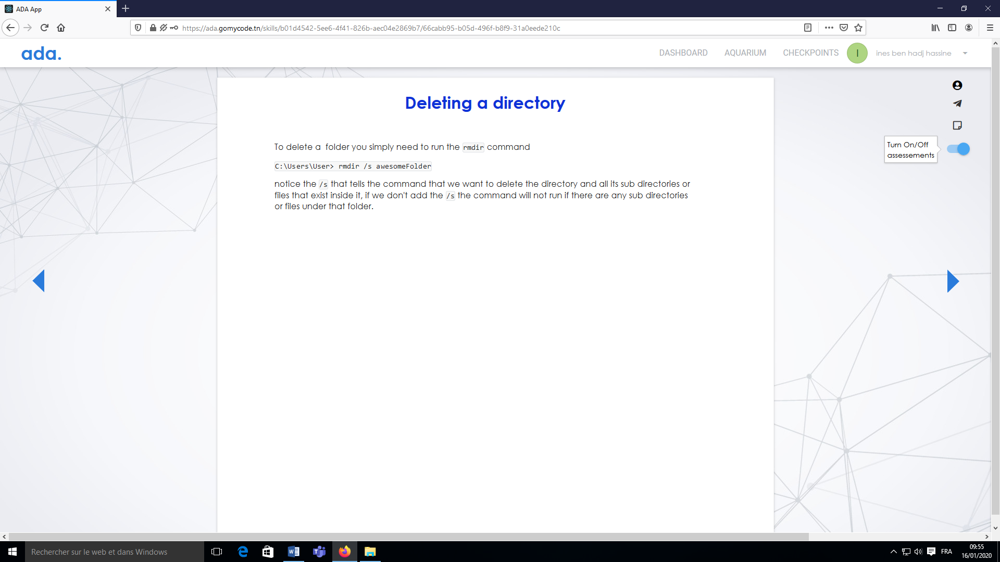 ADA App
https://ada.gomycode.tn/skills/b01d4542-5ee6-4f41-826b-aec04e2869b7/66cabb95-b05d-496f-b8f9-31a0eede210c
ada.
DASHBOARD
AQUARIUM
CHECKPOINTS
I
ines ben hadj hassine
Deleting a directory
Turn On/Off
assessements
To delete a  folder you simply need to run the rmdir command
C:\Users\User> rmdir /s awesomeFolder
notice the /s that tells the command that we want to delete the directory and all its sub directories or
files that exist inside it, if we don't add the /s the command will not run if there are any sub directories
or files under that folder.
Rechercher sur le web et dans Windows
FRA
09:55
16/01/2020